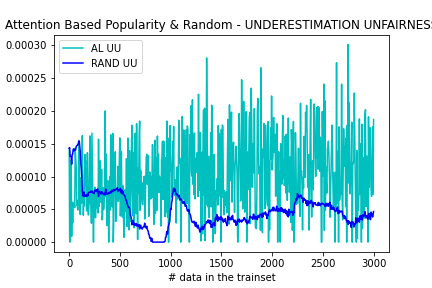 Attention Based Popularity & Random - UNDERESTIMATION UNFAIRNES
AL UU
RAND UU
0.00030
0.00025
0.00020
0.00015
0.00010
0.00005
0.00000
0 500 1000 1500 2000 2500 3000
# data in the trainset